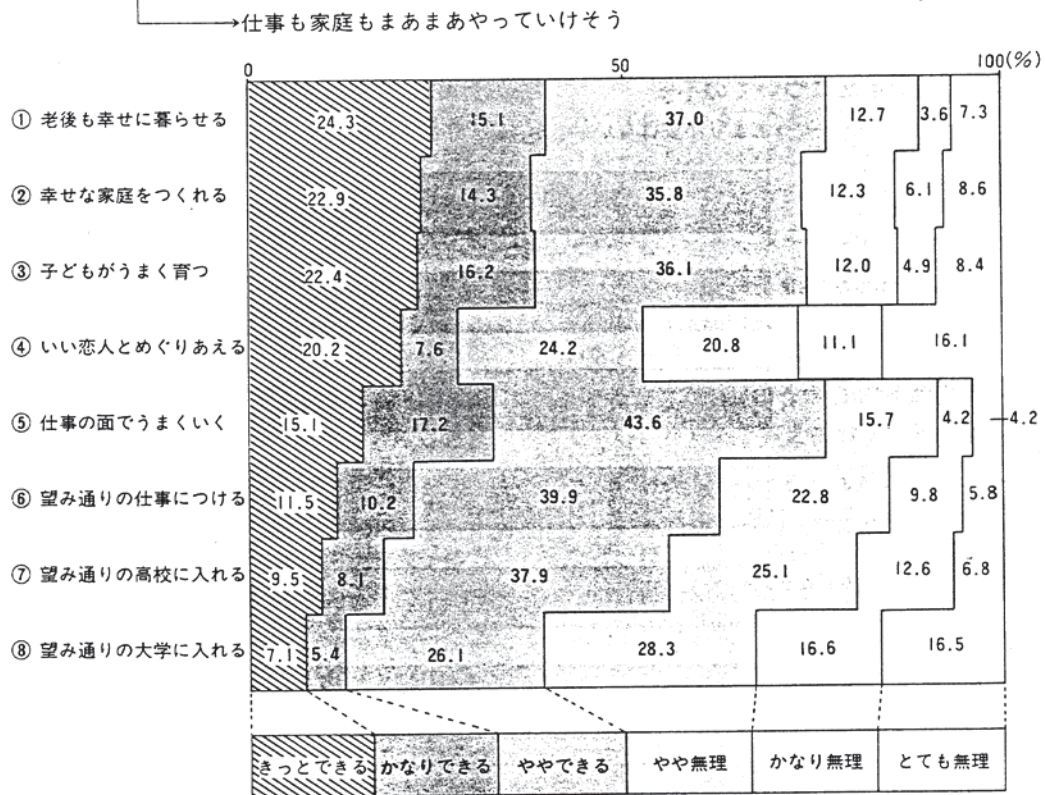 仕事も家庭もまあまあやっていけそう
0 50 100(%)
① 老後も幸せに暮らせる 24.3 15.1 37.0 12.7 3.6 7.3
② 幸せな家庭をつくれる 22.9 14.3 35.8 12.3 6.1 8.6
③ 子どもがうまく育つ 22.4 16.2 36.1 12.0 4.9 8.4
④ いい恋人とめぐりあえる 20.2 7.6 24.2 20.8 11.1 16.1
⑤ 仕事の面でうまくいく 15.1 17.2 43.6 15.7 4.2 4.2
⑥ 望み通りの仕事につける 11.5 10.2 39.9 22.8 9.8 5.8
⑦ 望み通りの高校に入れる 9.5 8.1 37.9 25.1 12.6 6.8
⑧ 望み通りの大学に入れる 7.1 5.4 26.1 28.3 16.6 16.5
きっとできる かなりできる ややできる やや無理 かなり無理 とても無理